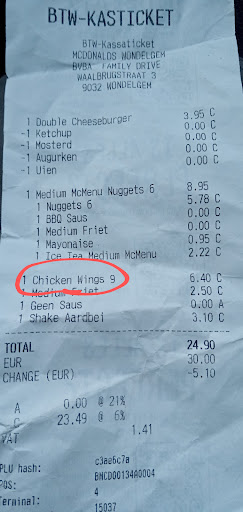 BTW-KASTICKET
BTW-Kassaticket
MCDONALDS WONDELGEM
BVBA FAMILY DRIVE
WAALBRUGSTRAAT 3
9032 WONDELGEM
1 Double Cheeseburger 3.95 C
-1 Ketchup 0.00 C
-1 Mosterd 0.00 C
-1 Augurken 0.00 C
-1 Uien 0.00 C
1 Medium McMenu Nuggets 6 8.95
1 Nuggets 6 5.78 C
1 BBQ Saus 0.00 C
1 Medium Friet 0.00 C
1 Mayonaise 0.95 C
1 Ice Tea Medium McMenu 2.22 C
1 Chicken Wings 9 6.40 C
1 Medium Friet 2.50 C
1 Geen Saus 0.00 A
1 Shake Aardbei 3.10 C
TOTAL 24.90
EUR 30.00
CHANGE (EUR) -5.10
A 0.00 @ 21%
C 23.49 @ 6%
VAT 1.41
PLU hash: c3ae6c7a
POS: BNCD00134A0004
4
Terminal: 15037